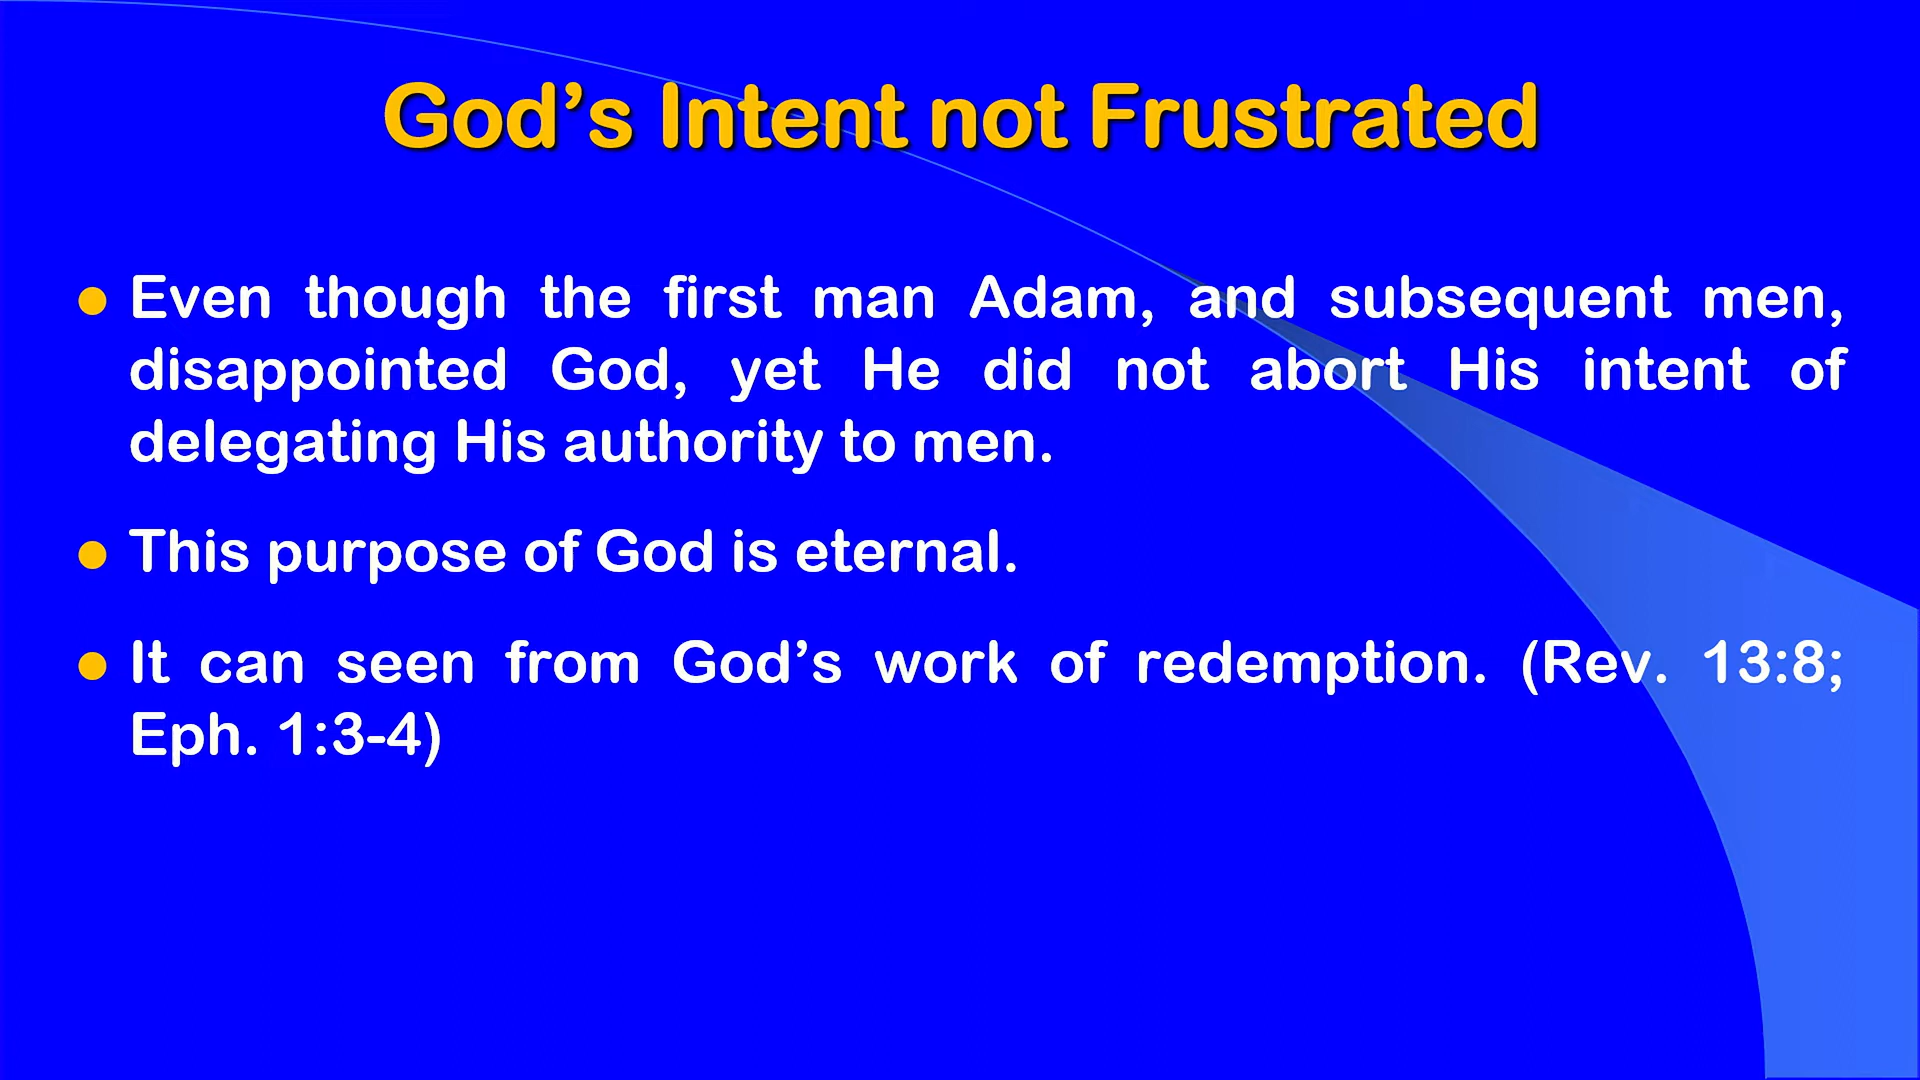 God’s Intent not Frustrated
Even though the first man Adam, and subsequent men,
disappointed God, yet He did not abort His intent of
delegating His authority to men.
This purpose of God is eternal.
It can seen from God’s work of redemption. (Rev. 13:8;
Eph. 1:3-4)